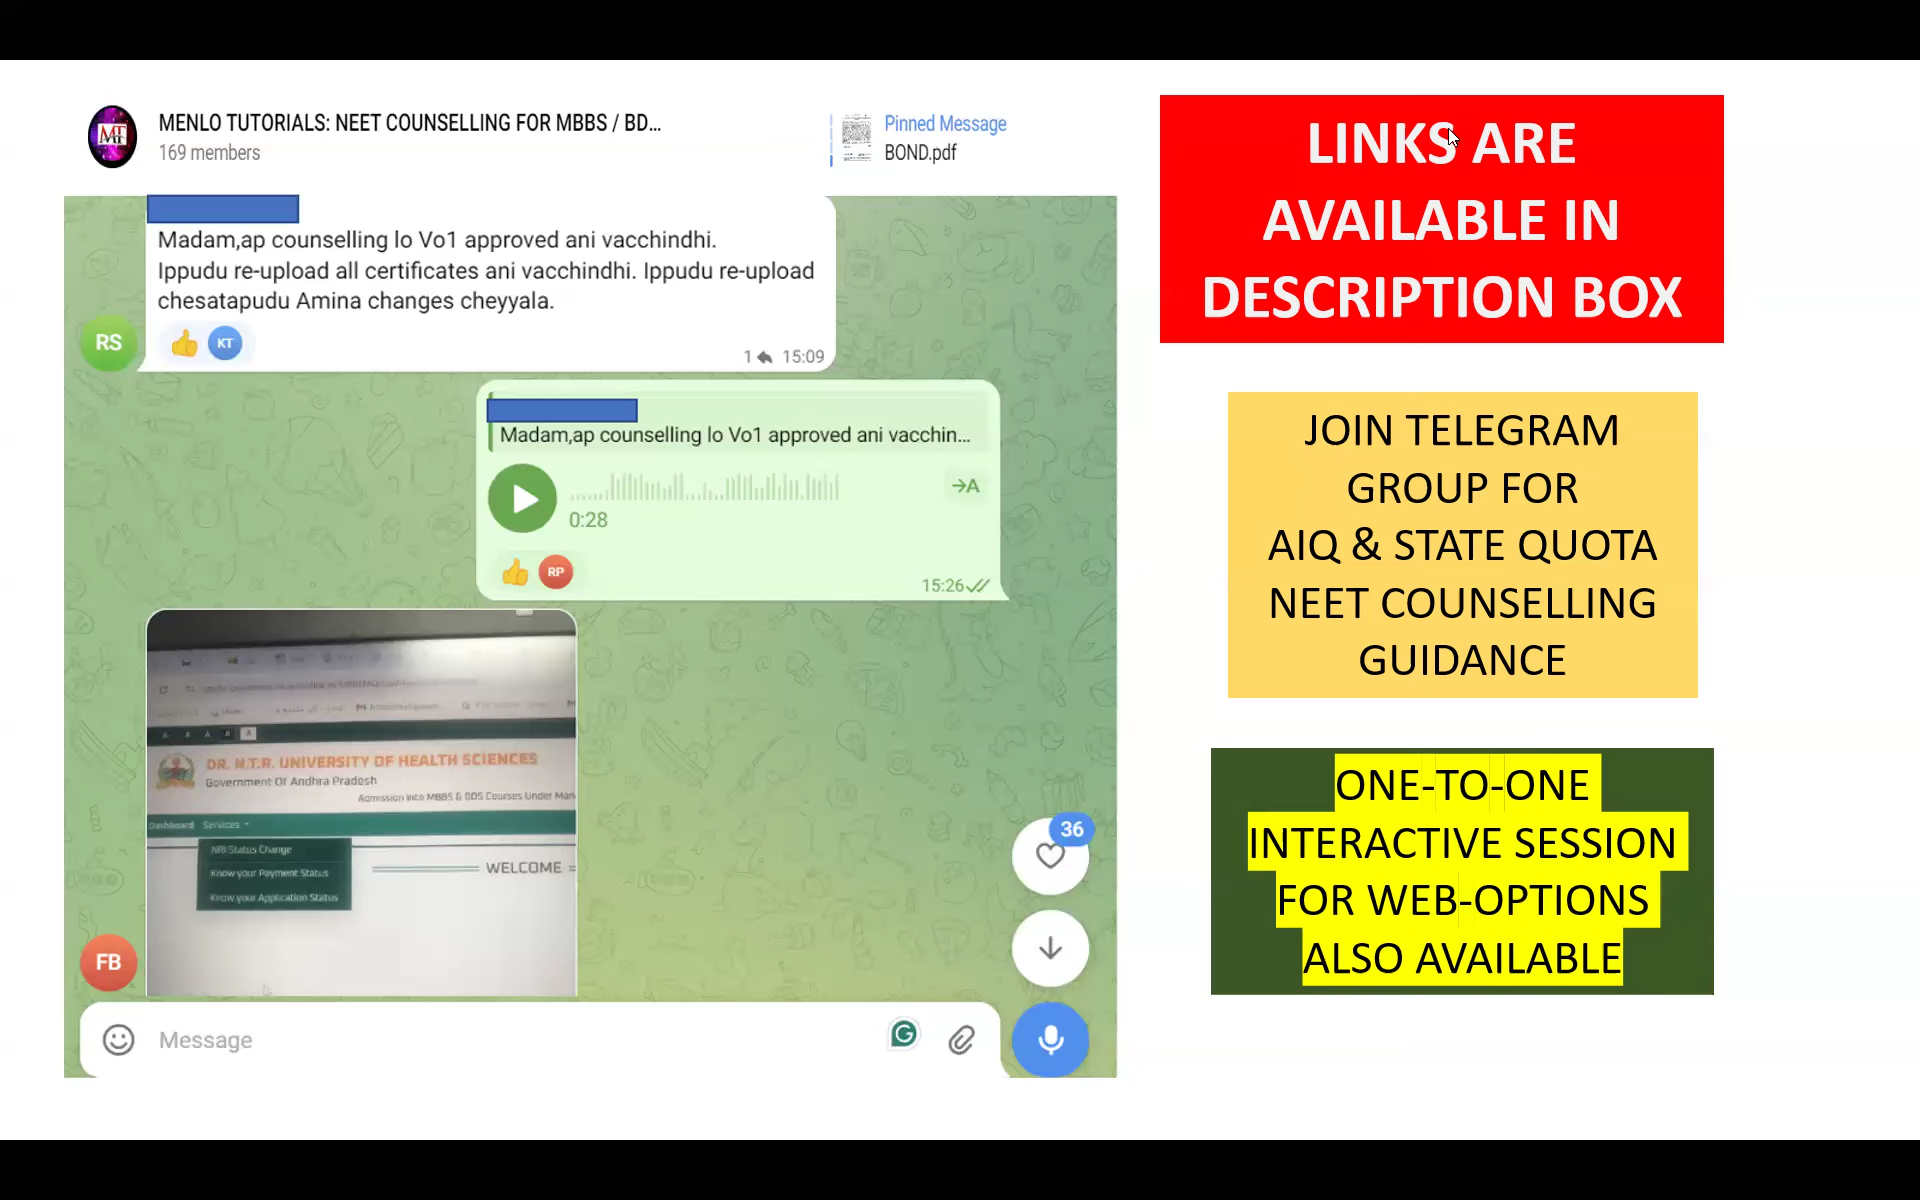 MENLO TUTORIALS: NEET COUNSELLING FOR MBBS / BD...
169 members
Pinned Message
BOND.pdf
Madam,ap counselling lo Vo1 approved ani vacchindhi.
Ippudu re-upload all certificates ani vacchindhi. Ippudu re-upload
chesatapudu Amina changes cheyyala.
RS
KT
1 15:09
Madam,ap counselling lo Vo1 approved ani vacchin...
→A
0:28
RP
15:26
DR. N.T.R. UNIVERSITY OF HEALTH SCIENCES
Government Of Andhra Pradesh
Admission into MBBS & BDS Courses Under Man
Dashboard Services
NRI Status Change
Know your Payment Status
Know your Application Status
WELCOME
FB
36
Message
LINKS ARE
AVAILABLE IN
DESCRIPTION BOX
JOIN TELEGRAM
GROUP FOR
AIQ & STATE QUOTA
NEET COUNSELLING
GUIDANCE
ONE-TO-ONE
INTERACTIVE SESSION
FOR WEB-OPTIONS
ALSO AVAILABLE